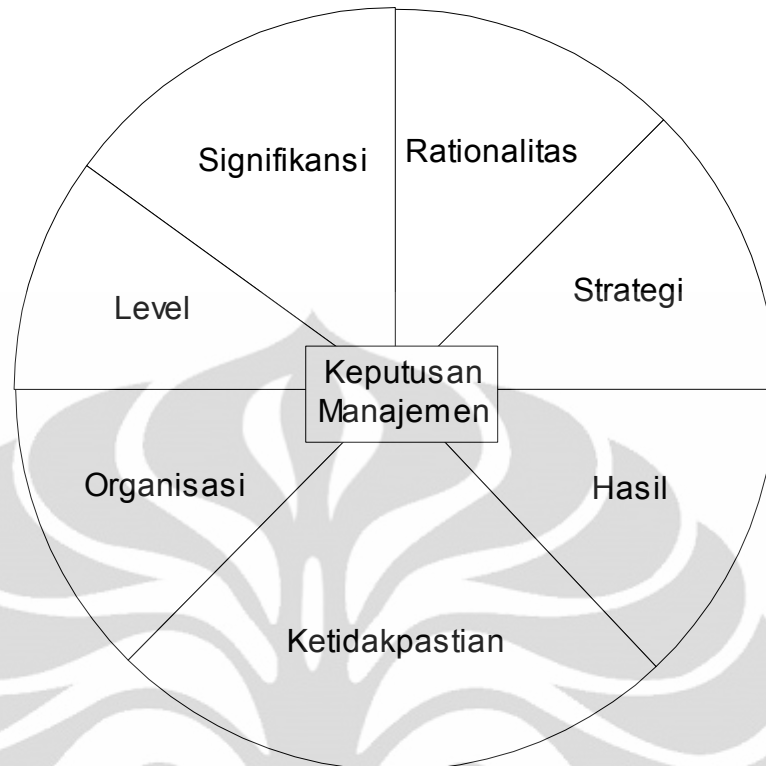 Signifikansi
Rationalitas
Strategi
Level
Keputusan
Manajemen
Organisasi
Hasil
Ketidakpastian